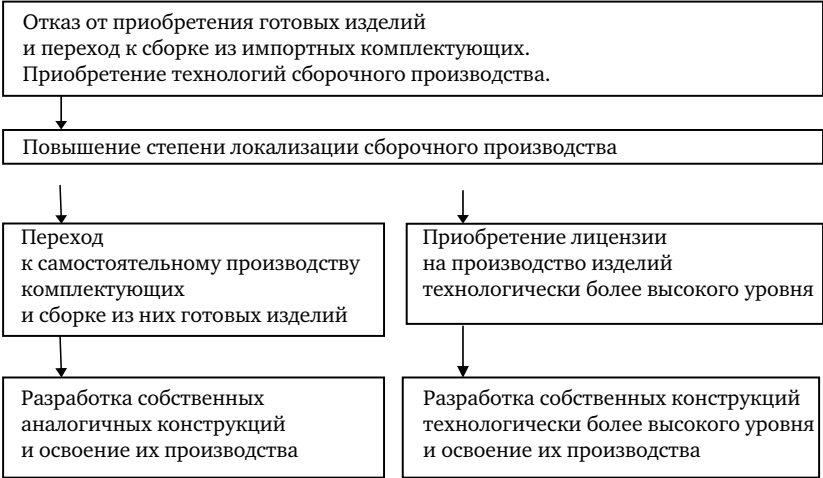 Отказ от приобретения готовых изделий
и переход к сборке из импортных комплектующих.
Приобретение технологий сборочного производства.
Повышение степени локализации сборочного производства
Переход
к самостоятельному производству
комплектующих
и сборке из них готовых изделий
Приобретение лицензии
на производство изделий
технологически более высокого уровня
Разработка собственных
аналогичных конструкций
и освоение их производства
Разработка собственных конструкций
технологически более высокого уровня
и освоение их производства